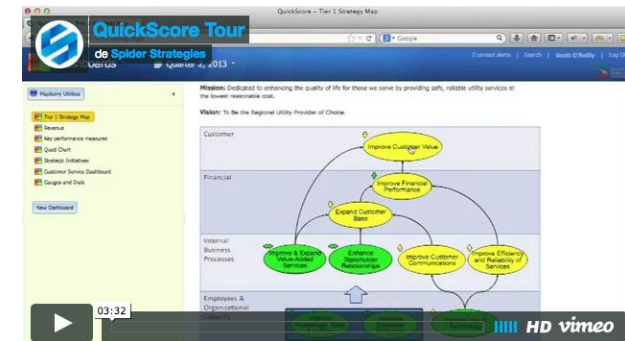 QuickScore – Tier 1 Strategy Map
QuickScore Tour
de Spider Strategies
Google
Quarter 2, 2013
Search
Scott O'Reilly
Mayberry Utilities
Mission: Dedicated to enhancing the quality of life for those we serve by providing safe, reliable utility services at
the lowest reasonable cost.
Vision: To Be the Regional Utility Provider of Choice.
Tier 1 Strategy Map
Revenue
Key performance measures
Quad Chart
Strategic Initiatives
Customer Service Dashboard
Gauges and Dials
New Dashboard
Customer
Improve Customer Value
Financial
Improve Financial
Performance
Expand Customer
Base
Internal
Business
Processes
Improve & Expand
Value-Added
Services
Enhance
Stakeholder
Relationships
Improve Customer
Communications
Improve Efficiency
and Reliability of
Services
Employees &
Organizational
03:32
HD vimeo